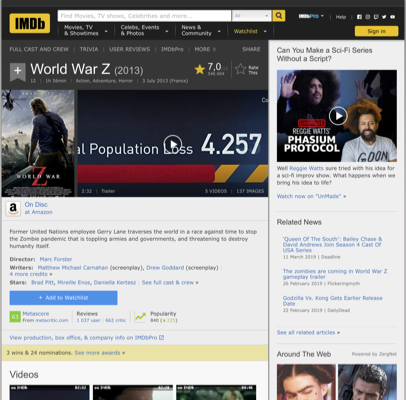 IMDb
Find Movies, TV shows, Celebrities and more...
All
IMDbPro
Help
Movies, TV & Showtimes
Celebs, Events & Photos
News & Community
Watchlist
Sign in
FULL CAST AND CREW | TRIVIA | USER REVIEWS | IMDbPro | MORE
SHARE
World War Z (2013)
12 | 1h 56min | Action, Adventure, Horror | 3 July 2013 (France)
7,0
Rate This
WORLD WAR Z
al Population Loss 4.257
2:32 | Trailer
5 VIDEOS | 137 IMAGES
On Disc
at Amazon
Former United Nations employee Gerry Lane traverses the world in a race against time to stop
the Zombie pandemic that is toppling armies and governments, and threatening to destroy
humanity itself.
Director: Marc Forster
Writers: Matthew Michael Carnahan (screenplay), Drew Goddard (screenplay) |
4 more credits »
Stars: Brad Pitt, Mireille Enos, Daniella Kertesz | See full cast & crew »
+ Add to Watchlist
63
Metascore
From metacritic.com
Reviews
1 037 user | 663 critic
Popularity
840
View production, box office, & company info on IMDbPro
3 wins & 24 nominations. See more awards »
Videos
Can You Make a Sci-Fi Series
Without a Script?
REGGIE WATTS'
PHASIUM
PROTOCOL
Well Reggie Watts sure tried with his idea for
a sci-fi improv show. What happens when we
bring his idea to life?
Watch now on "UnMade" »
Related News
'Queen Of The South': Bailey Chase &
David Andrews Join Season 4 Cast Of
USA Series
11 March 2019 | Deadline
The zombies are coming in World War Z
gameplay trailer
26 February 2019 | Flickeringmyth
Godzilla Vs. Kong Gets Earlier Release
Date
26 February 2019 | DailyDead
See all related articles »
Around The Web
Powered by ZergNet